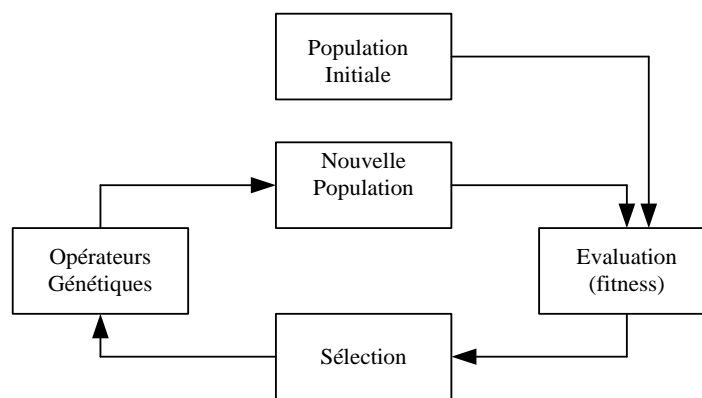 Population
Initiale
Nouvelle
Population
Opérateurs
Génétiques
Evaluation
(fitness)
Sélection